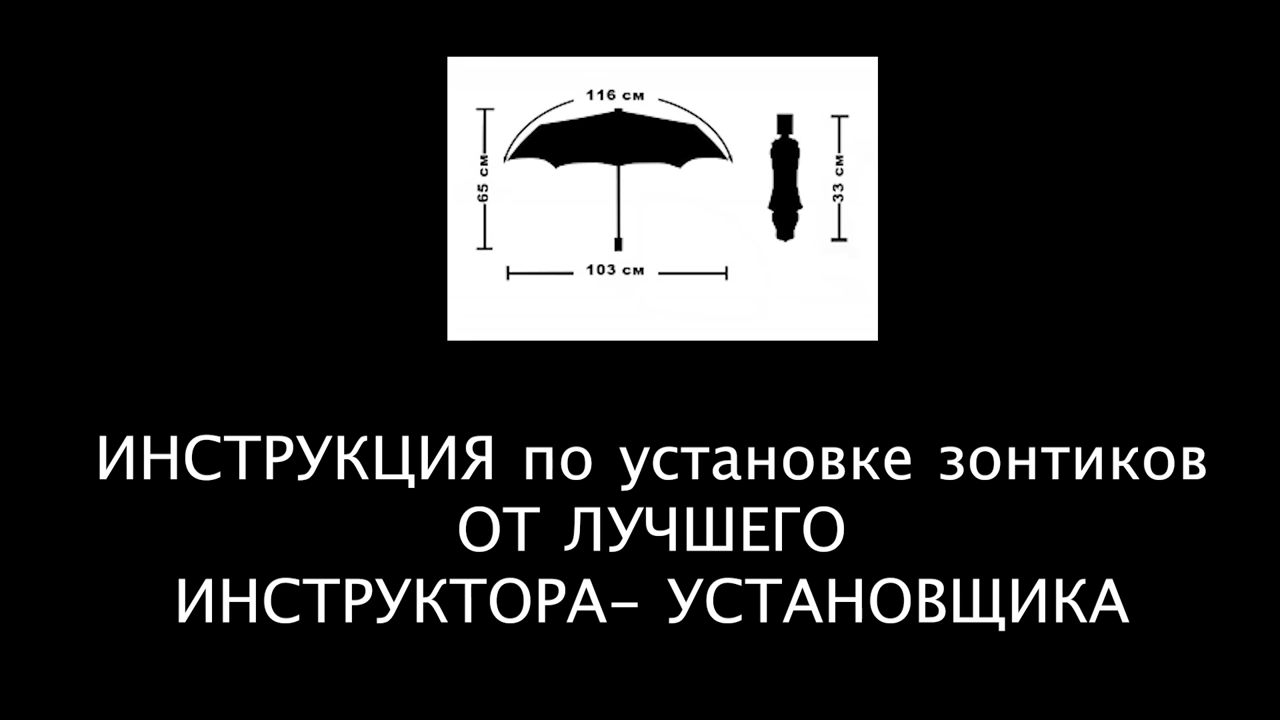 116 см
65 см
33 см
103 см
ИНСТРУКЦИЯ по установке зонтиков
ОТ ЛУЧШЕГО
ИНСТРУКТОРА- УСТАНОВЩИКА